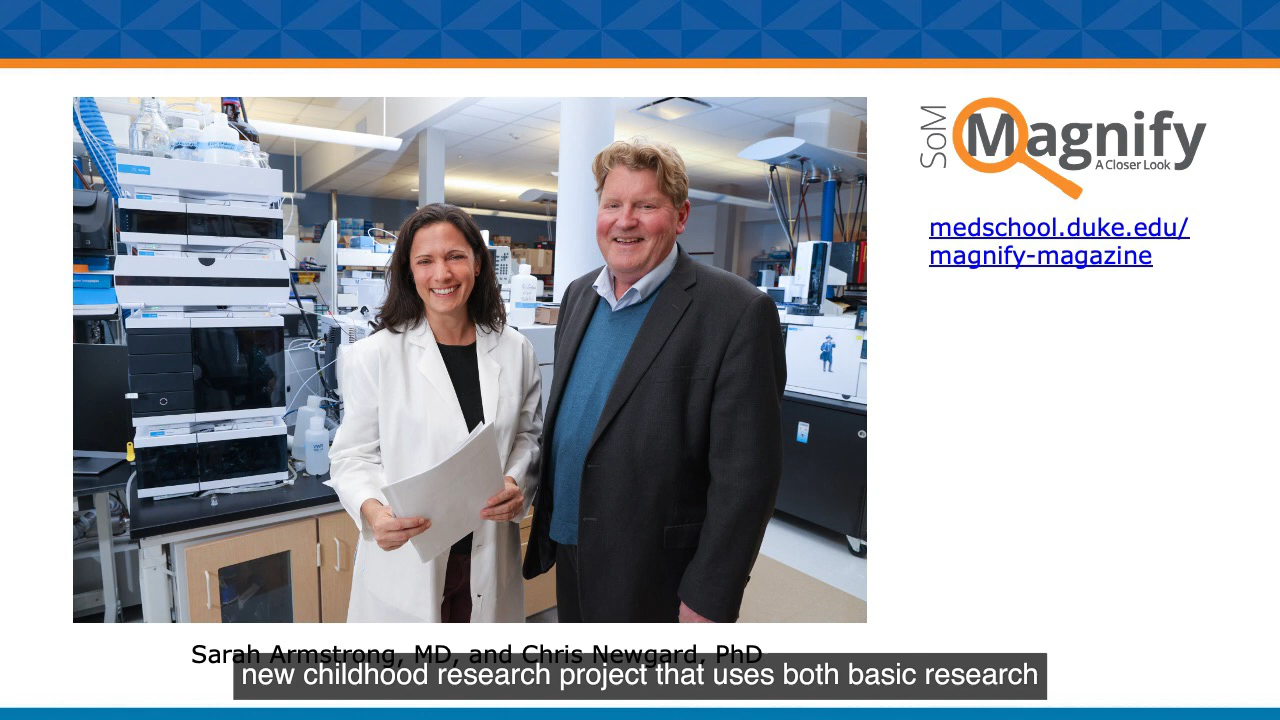 SoM
Magnify
A Closer Look
medschool.duke.edu/
magnify-magazine
Sarah Armstrong, MD, and Chris Newgard, PhD
new childhood research project that uses both basic research